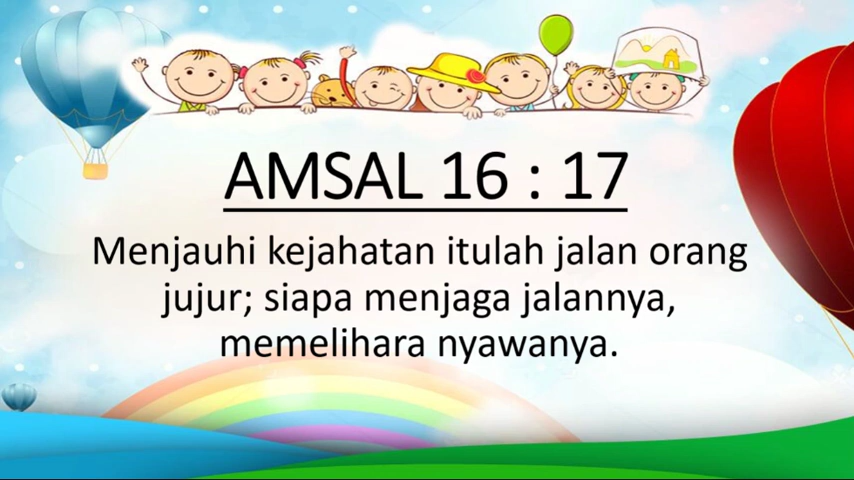 AMSAL 16 : 17
Menjauhi kejahatan itulah jalan orang
jujur; siapa menjaga jalannya,
memelihara nyawanya.